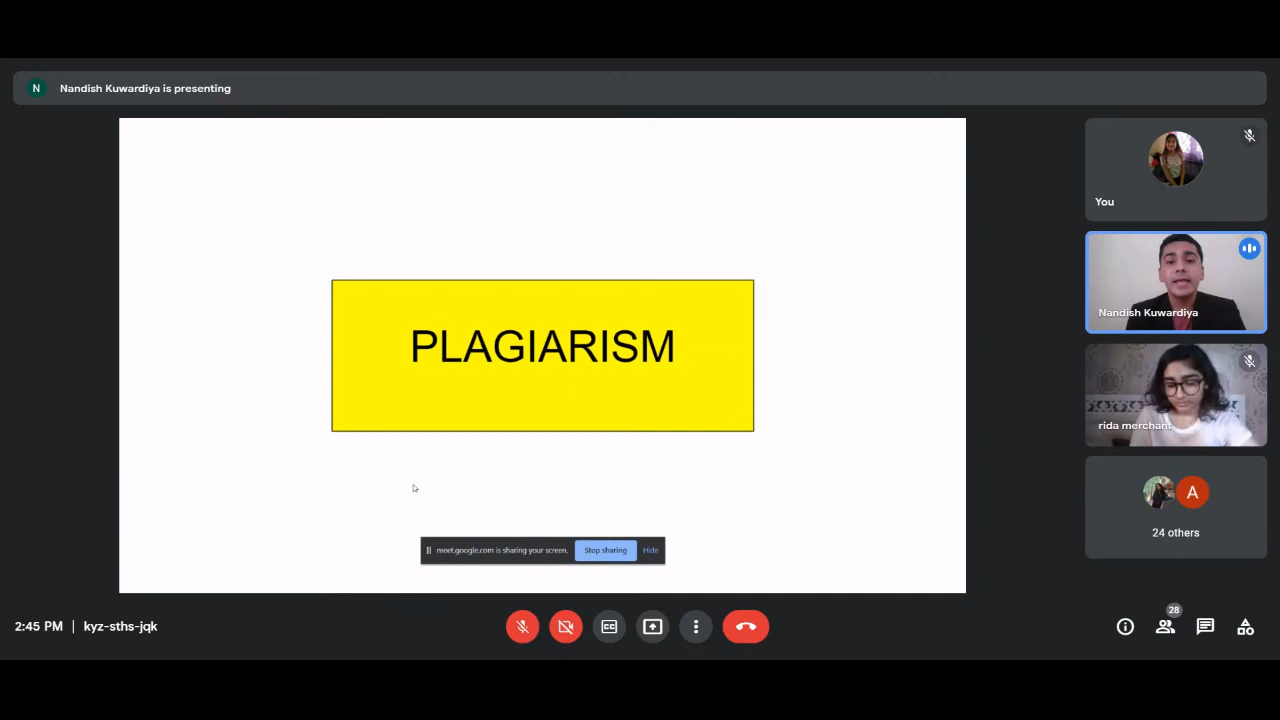 N Nandish Kuwardiya is presenting
PLAGIARISM
meet.google.com is sharing your screen. Stop sharing Hide
You
Nandish Kuwardiya
rida merchant
A
24 others
2:45 PM | kyz-sths-jqk
CC
28